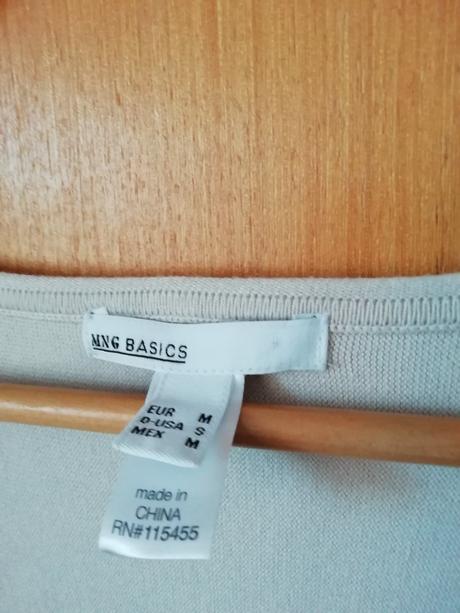 MNG BASICS
EUR M
D-USA S
MEX M
made in
CHINA
RN#115455